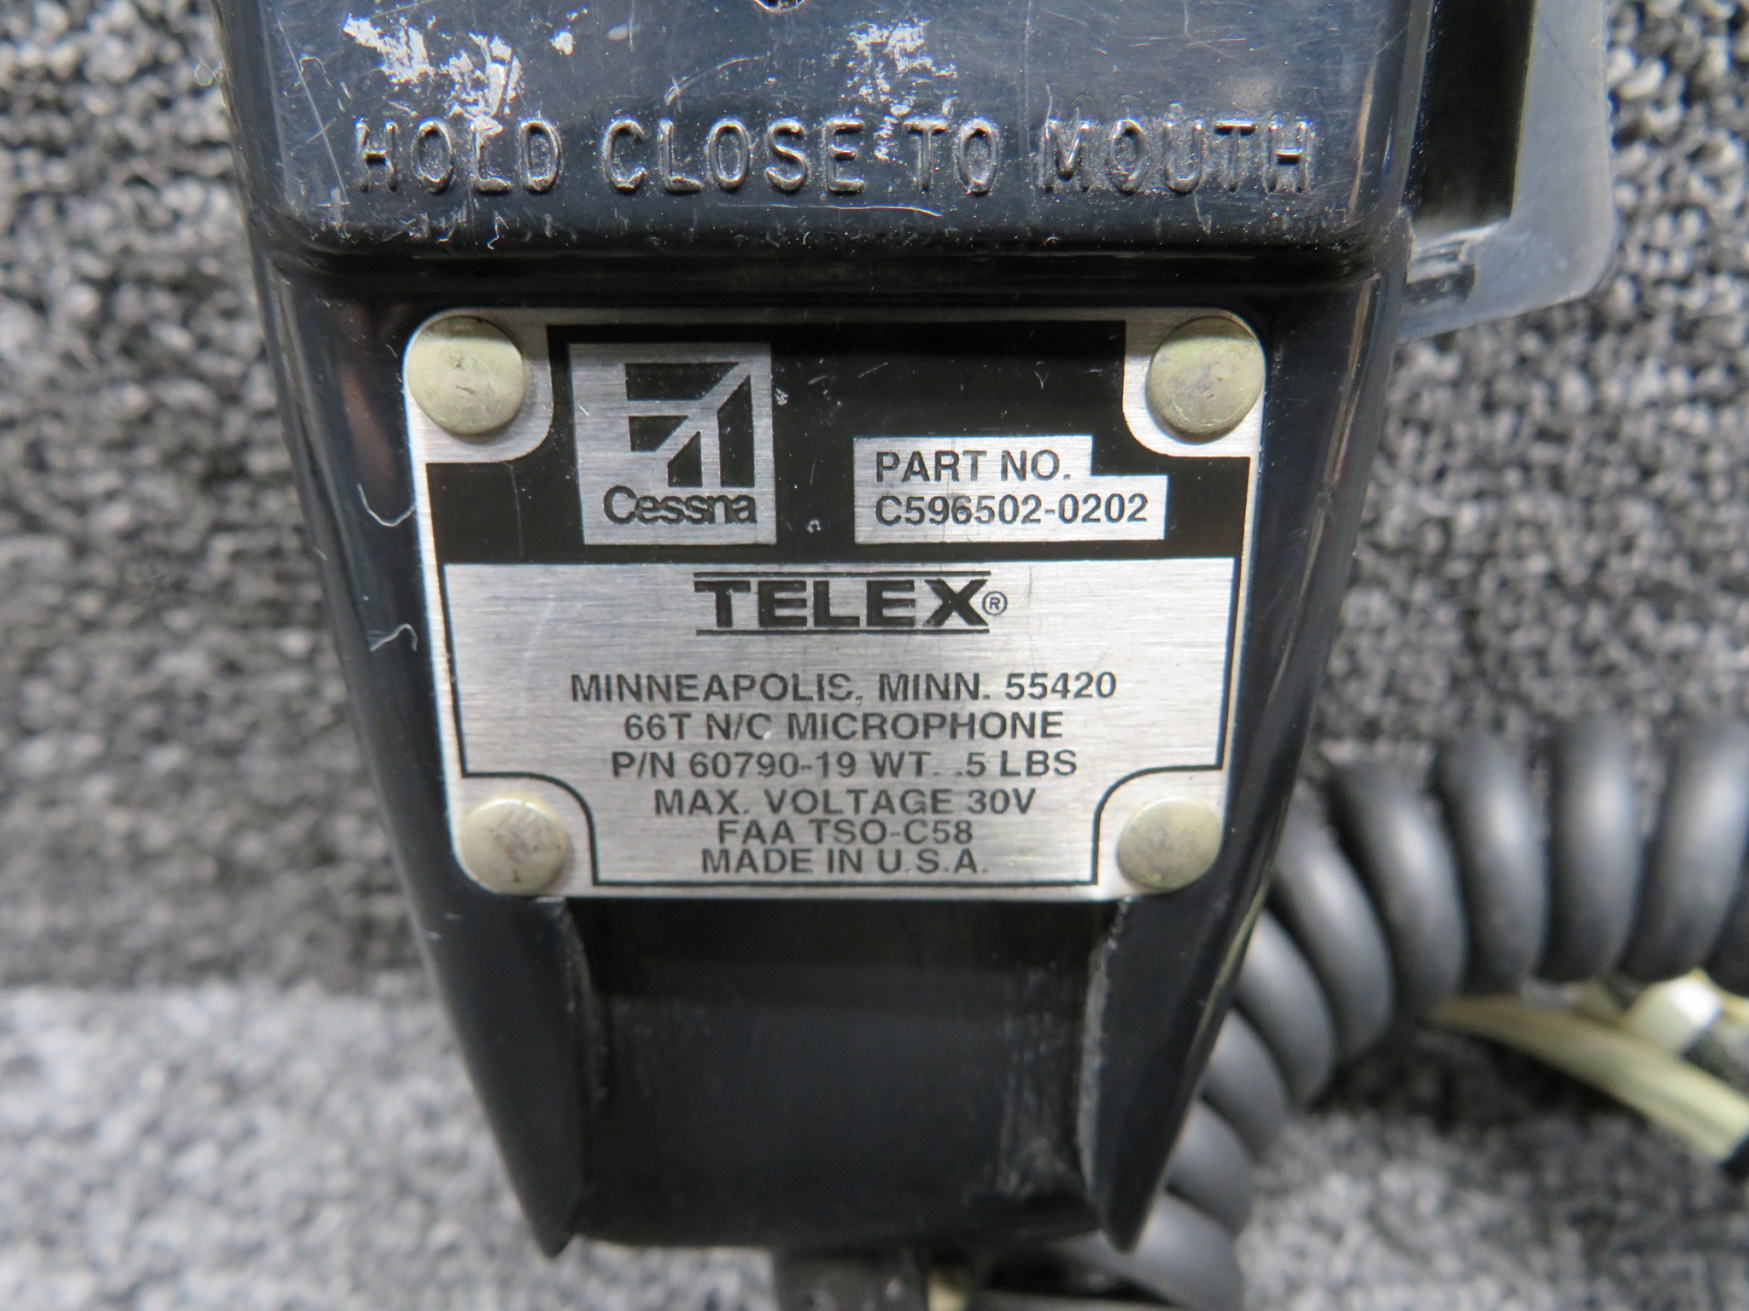 HOLD CLOSE TO MOUTH
Cessna
PART NO.
C596502-0202
TELEX®
MINNEAPOLIS, MINN. 55420
66T N/C MICROPHONE
P/N 60790-19 WT. .5 LBS
MAX. VOLTAGE 30V
FAA TSO-C58
MADE IN U.S.A.